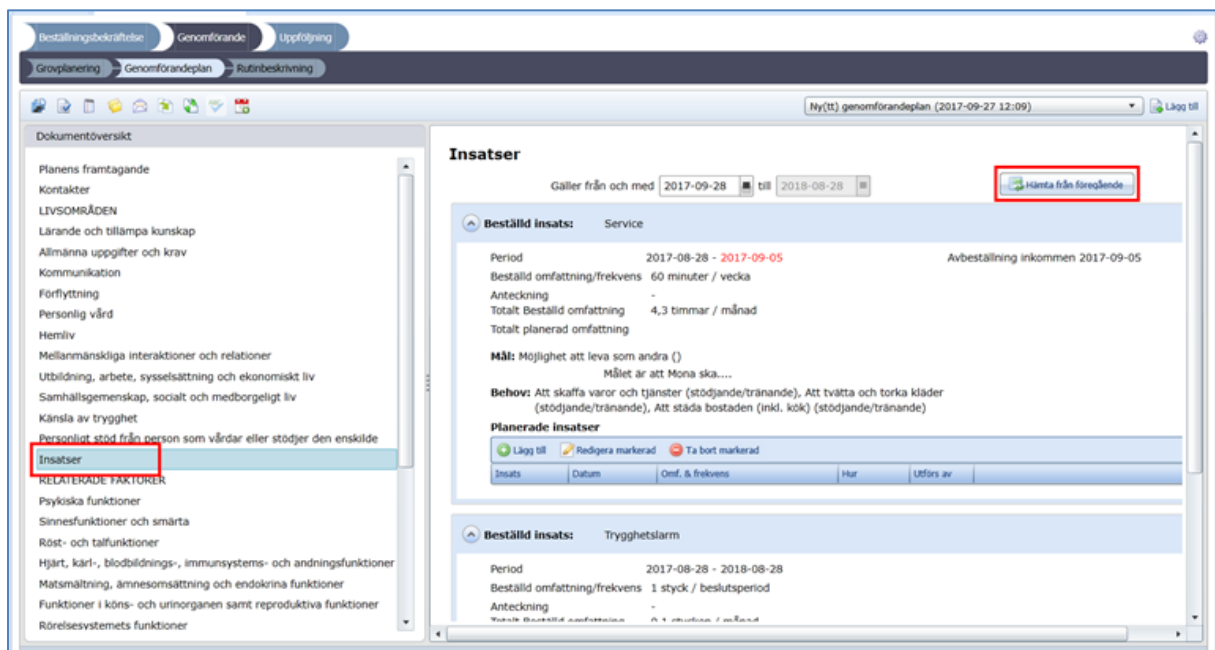 Beställningsbekräftelse Genomförande Uppföljning
Grovplanering Genomförandeplan Rutinbeskrivning
Ny(tt) genomförandeplan (2017-09-27 12:09) Lägg till
Dokumentöversikt
Planens framtagande
Kontakter
LIVSOMRÅDEN
Lärande och tillämpa kunskap
Allmänna uppgifter och krav
Kommunikation
Förflyttning
Personlig vård
Hemliv
Mellanmänskliga interaktioner och relationer
Utbildning, arbete, sysselsättning och ekonomiskt liv
Samhällsgemenskap, socialt och medborgeligt liv
Känsla av trygghet
Personligt stöd från person som vårdar eller stödjer den enskilde
Insatser
RELATERADE FAKTORER
Psykiska funktioner
Sinnesfunktioner och smärta
Röst- och talfunktioner
Hjärt, kärl-, blodbildnings-, immunsystems- och andningsfunktioner
Matsmältning, ämnesomsättning och endokrina funktioner
Funktioner i köns- och urinorganen samt reproduktiva funktioner
Rörelsesystemets funktioner
Insatser
Gäller från och med 2017-09-28 till 2018-08-28 Hämta från föregående
Beställd insats: Service
Period 2017-08-28 - 2017-09-05 Avbeställning inkommen 2017-09-05
Beställd omfattning/frekvens 60 minuter / vecka
Anteckning -
Totalt Beställd omfattning 4,3 timmar / månad
Totalt planerad omfattning
Mål: Möjlighet att leva som andra ()
Målet är att Mona ska....
Behov: Att skaffa varor och tjänster (stödjande/tränande), Att tvätta och torka kläder
(stödjande/tränande), Att städa bostaden (inkl. kök) (stödjande/tränande)
Planerade insatser
Lägg till Redigera markerad Ta bort markerad
Insats Datum Omf. & frekvens Hur Utförs av
Beställd insats: Trygghetslarm
Period 2017-08-28 - 2018-08-28
Beställd omfattning/frekvens 1 styck / beslutsperiod
Anteckning -
Totalt Beställd omfattning 0,1 stycken / månad